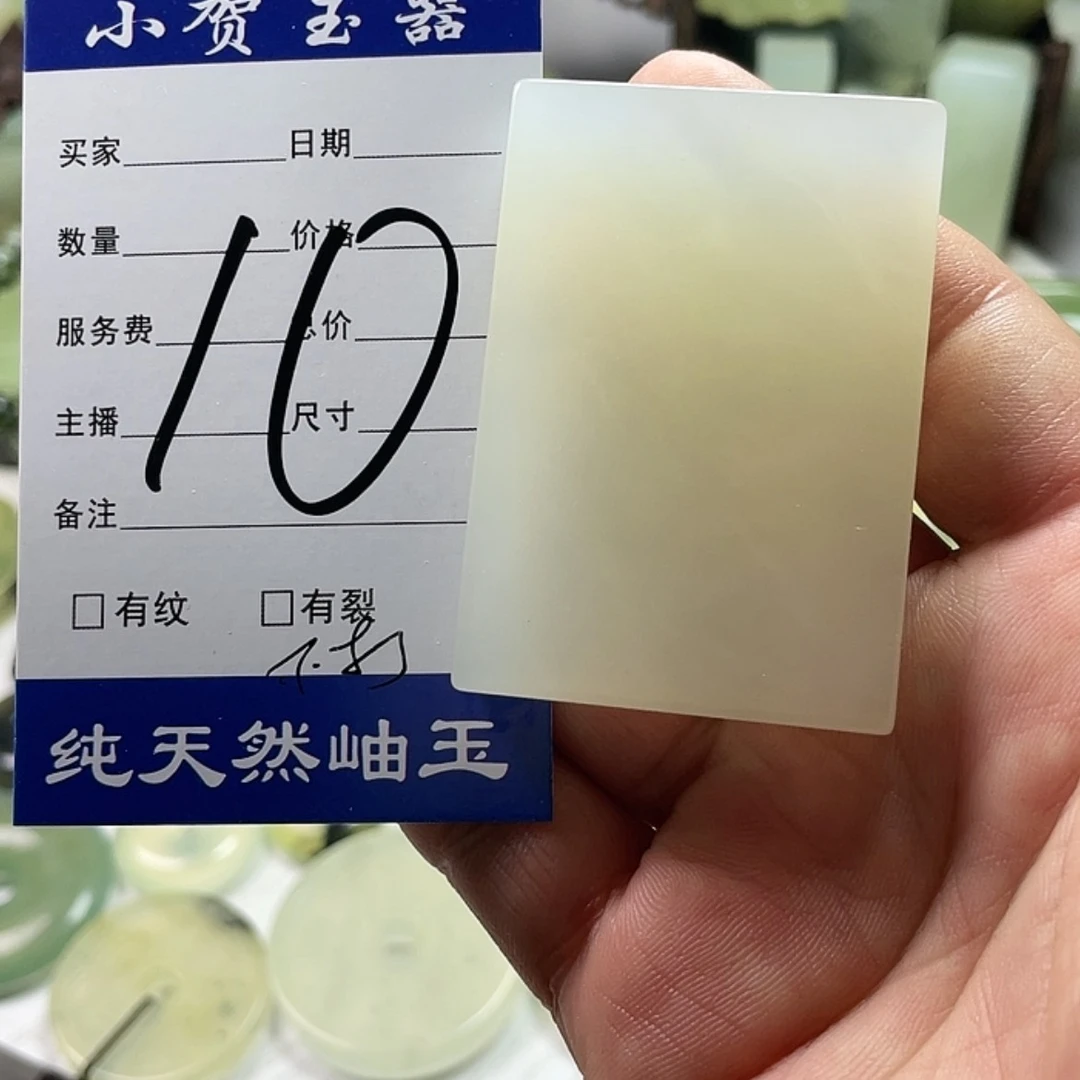 小贺玉器
买家 日期
数量 价格
服务费 总价
主播 尺寸
备注
10
□有纹 □有裂
纯天然岫玉